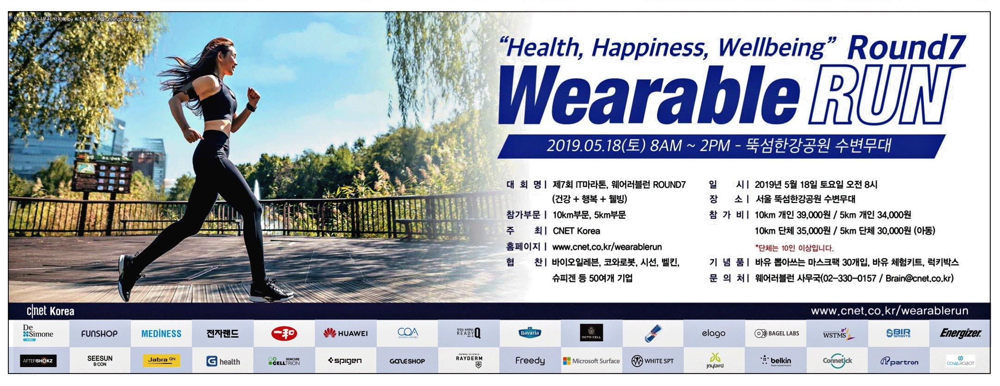 운동하는 아나운서 박지혜 by 최진성 작가 @runningphotograph
“Health, Happiness, Wellbeing” Round7
Wearable RUN
2019.05.18(토) 8AM ~ 2PM - 뚝섬한강공원 수변무대
대 회 명 | 제7회 IT마라톤, 웨어러블런 ROUND7
(건강 + 행복 + 웰빙)
참가부문 | 10km부문, 5km부문
주 최 | CNET Korea
홈페이지 | www.cnet.co.kr/wearablerun
협 찬 | 바이오일레븐, 코와로봇, 시선, 벨킨,
슈피겐 등 50여개 기업
일 시 | 2019년 5월 18일 토요일 오전 8시
장 소 | 서울 뚝섬한강공원 수변무대
참 가 비 | 10km 개인 39,000원 / 5km 개인 34,000원
10km 단체 35,000원 / 5km 단체 30,000원 (아동)
*단체는 10인 이상입니다.
기 념 품 | 바유 뽑아쓰는 마스크팩 30개입, 바유 체험키트, 럭키박스
문 의 처 | 웨어러블런 사무국(02-330-0157 / Brain@cnet.co.kr)
c|net Korea
www.cnet.co.kr/wearablerun
De
Simone
FUNSHOP
MEDINESS
전자랜드
一和
HUAWEI
COA
READY Q
Bavaria
OCTO CELL
elago
BAGEL LABS
WSTMS
BIR
SPORTS
Energizer.
AFTERSHOKZ
SEESUN
B:CON
Jabra GN
G health
SKINCURE
CELLTRION
spigen
GAZESHOP
DERMA SCIENCE
RAYDERM
Freedy
Microsoft Surface
WHITE SPT
jaybird
belkin
Connetick
partron
COWAROBOT